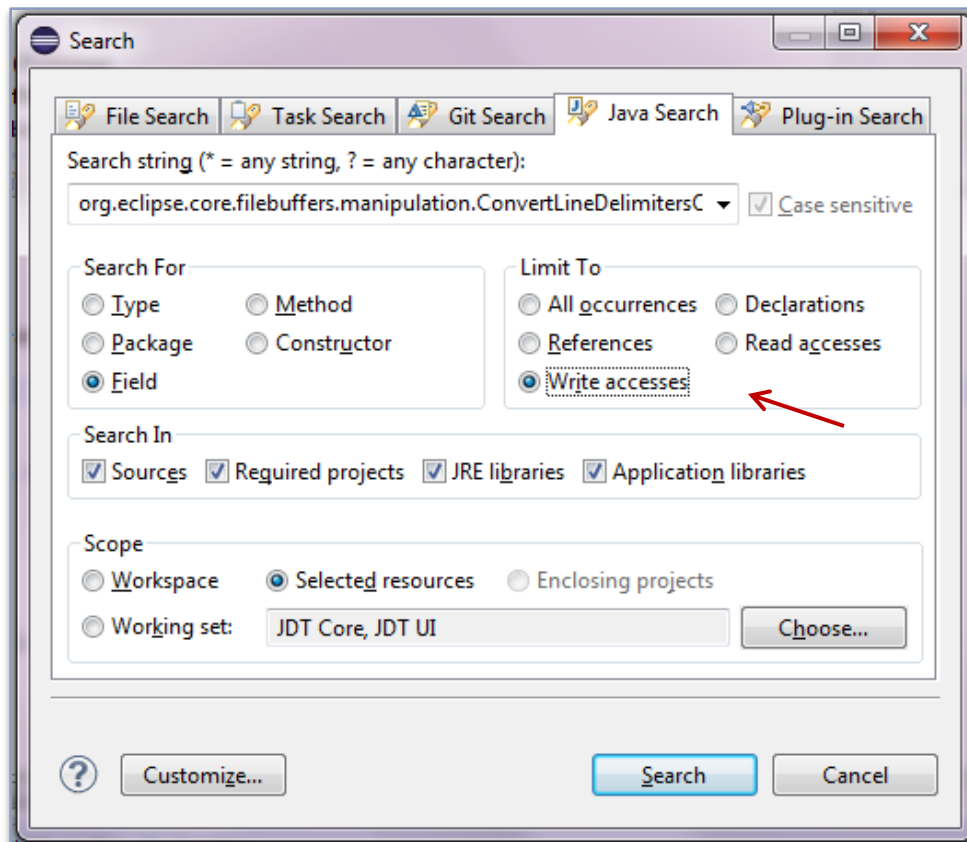 Search
File Search Task Search Git Search Java Search Plug-in Search
Search string (* = any string, ? = any character):
org.eclipse.core.filebuffers.manipulation.ConvertLineDelimitersC Case sensitive
Search For
Limit To
Type Method
All occurrences Declarations
Package Constructor
References Read accesses
Field
Write accesses
Search In
Sources Required projects JRE libraries Application libraries
Scope
Workspace Selected resources Enclosing projects
Working set: JDT Core, JDT UI Choose...
? Customize... Search Cancel